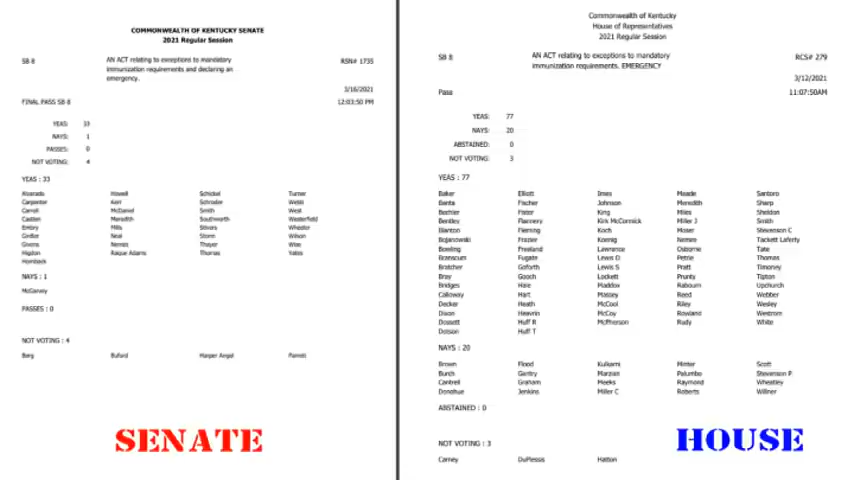 COMMONWEALTH OF KENTUCKY SENATE
2021 Regular Session
SB 8 AN ACT relating to exceptions to mandatory RSN# 1735
immunization requirements and declaring an
emergency.
3/16/2021
FINAL PASS SB 8 12:03:50 PM
YEAS: 33
NAYS: 1
PASSES: 0
NOT VOTING: 4
YEAS : 33
Alvarado Howell Schickel Turner
Carpenter Kerr Schroder Webb
Carroll McDaniel Smith West
Castlen Meredith Southworth Westerfield
Embry Mills Stivers Wheeler
Girdler Neal Storm Wilson
Givens Nemes Thayer Wise
Higdon Raque Adams Thomas Yates
Hornback
NAYS : 1
McGarvey
PASSES : 0
NOT VOTING : 4
Berg Buford Harper Angel Parrett
SENATE
Commonwealth of Kentucky
House of Representatives
2021 Regular Session
SB 8 AN ACT relating to exceptions to mandatory RCS# 279
immunization requirements. EMERGENCY
3/12/2021
Pass 11:07:50AM
YEAS: 77
NAYS: 20
ABSTAINED: 0
NOT VOTING: 3
YEAS : 77
Baker Elliott Imes Meade Santoro
Banta Fischer Johnson Meredith Sharp
Bechler Fister King Miles Sheldon
Bentley Flannery Kirk McCormick Miller J Smith
Blanton Fleming Koch Moser Stevenson C
Bojanowski Frazier Koenig Nemes Tackett Laferty
Bowling Freeland Lawrence Osborne Tate
Branscum Fugate Lewis D Petrie Thomas
Bratcher Goforth Lewis S Pratt Timoney
Bray Gooch Lockett Prunty Tipton
Bridges Hale Maddox Rabourn Upchurch
Calloway Hart Massey Reed Webber
Decker Heath McCool Riley Wesley
Dixon Heavrin McCoy Rowland Westrom
Dossett Huff R McPherson Rudy White
Dotson Huff T
NAYS : 20
Brown Flood Kulkarni Minter Scott
Burch Gentry Marzian Palumbo Stevenson P
Cantrell Graham Meeks Raymond Wheatley
Donohue Jenkins Miller C Roberts Willner
ABSTAINED : 0
NOT VOTING : 3
Carney DuPlessis Hatton
HOUSE